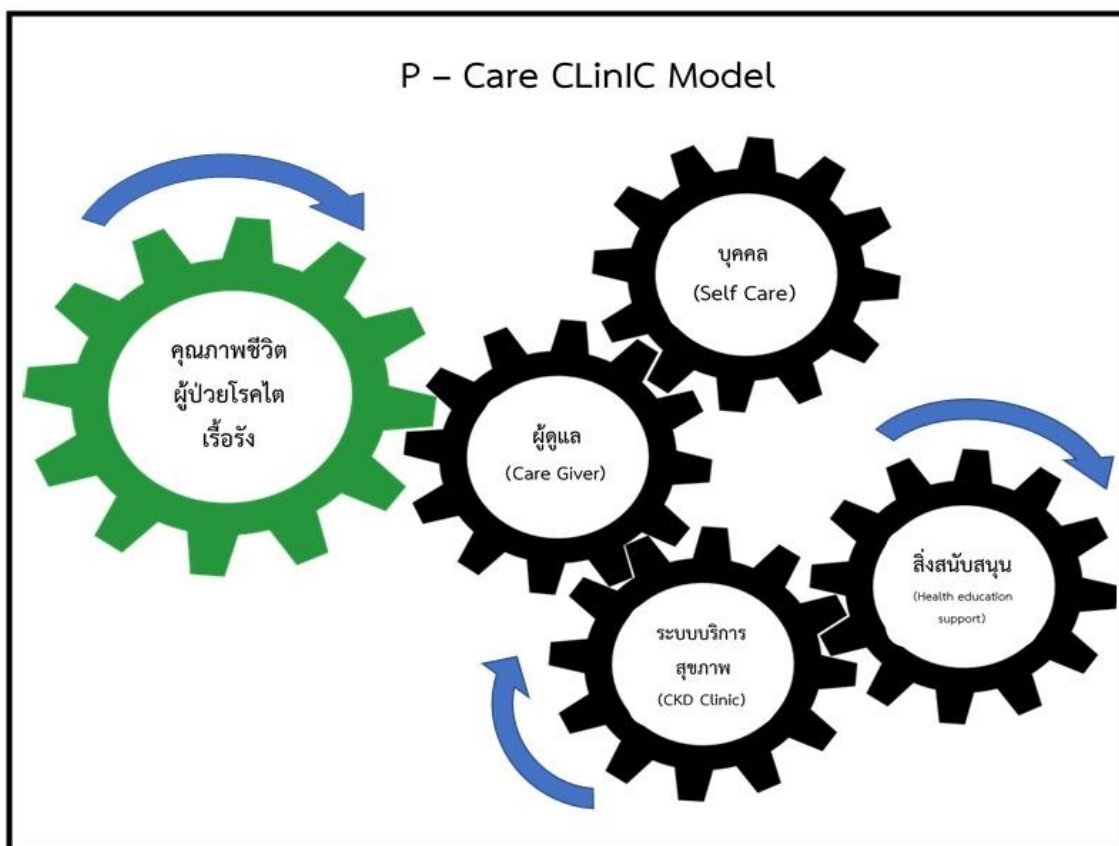 P – Care CLinIC Model
บุคคล
(Self Care)
คุณภาพชีวิต
ผู้ป่วยโรคไต
เรื้อรัง
ผู้ดูแล
(Care Giver)
สิ่งสนับสนุน
(Health education
support)
ระบบบริการ
สุขภาพ
(CKD Clinic)